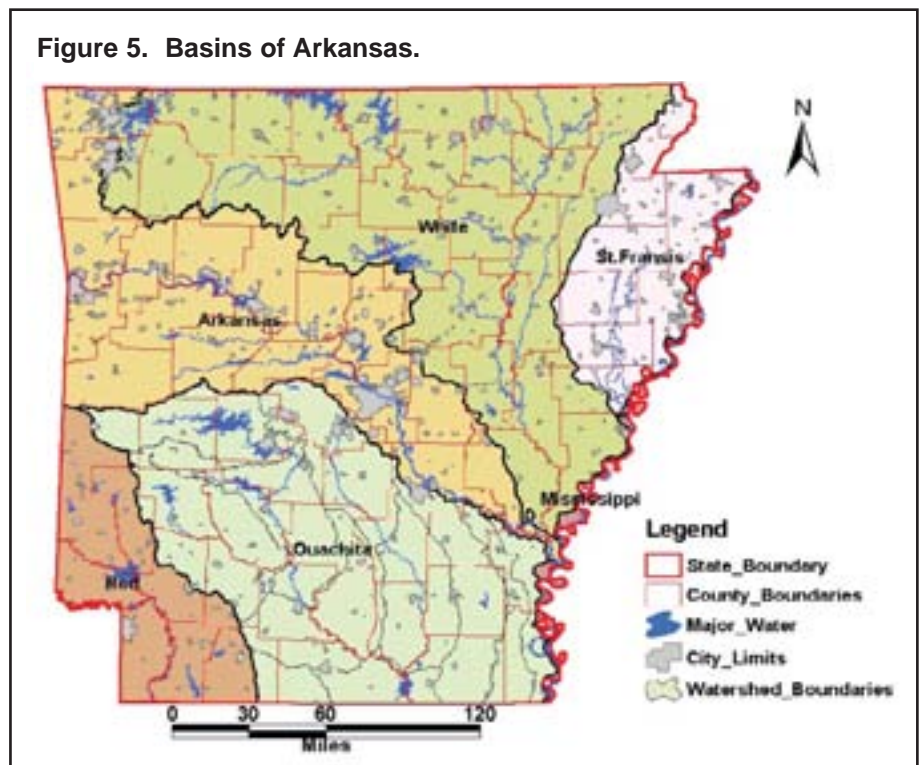 Figure 5. Basins of Arkansas.
N
White
St.Fransis
Arkansas
Mississippi
Ouachita
Red
Legend
State_Boundary
County_Boundaries
Major_Water
City_Limits
Watershed_Boundaries
0 30 60 120
Miles